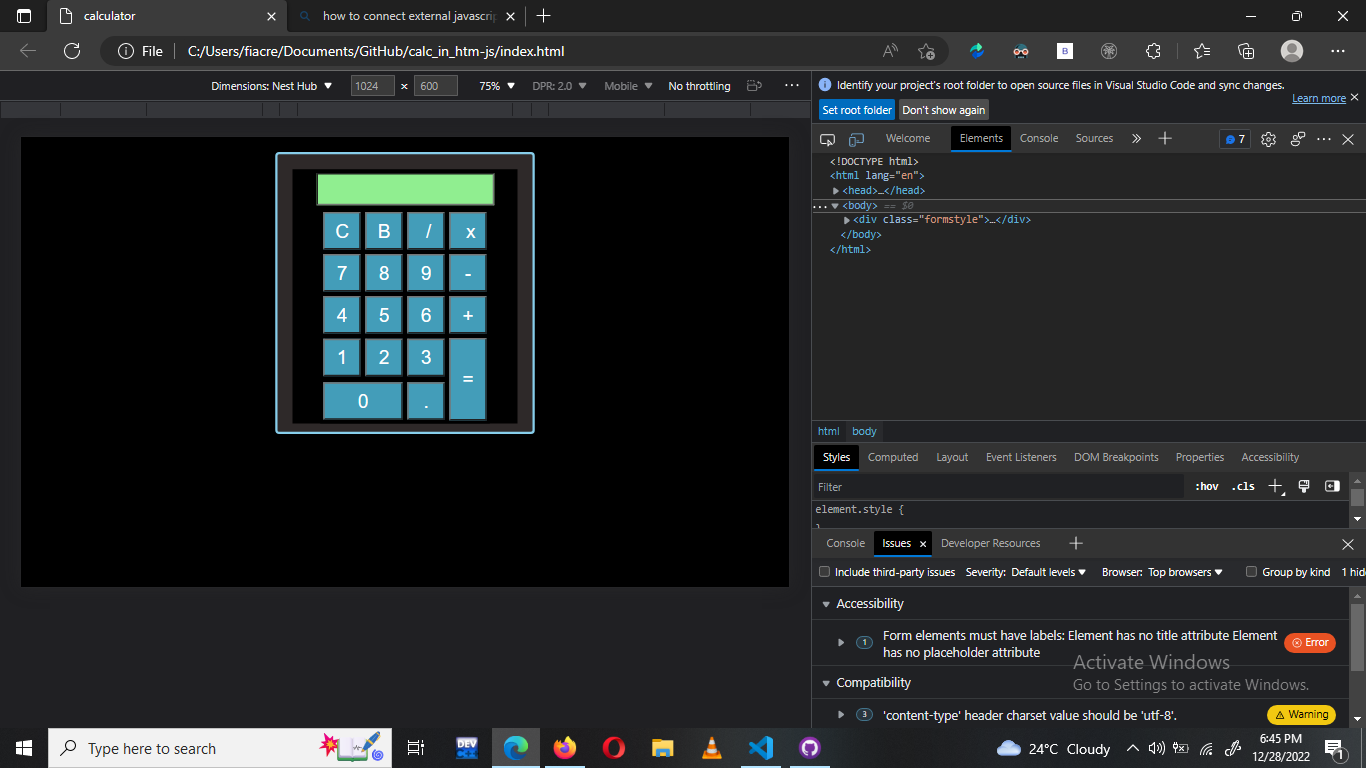 calculator
how to connect external javascrip
File
C:/Users/fiacre/Documents/GitHub/calc_in_htm-js/index.html
Dimensions: Nest Hub
1024 × 600
75%
DPR: 2.0
Mobile
No throttling
Identify your project's root folder to open source files in Visual Studio Code and sync changes.
Learn more
Set root folder
Don't show again
Welcome
Elements
Console
Sources
7
<!DOCTYPE html>
<html lang="en">
<head>…</head>
<body> == $0
<div class="formstyle">…</div>
</body>
</html>
C B / x
7 8 9 -
4 5 6 +
1 2 3
=
0 .
html body
Styles
Computed
Layout
Event Listeners
DOM Breakpoints
Properties
Accessibility
Filter
:hov .cls
element.style {
Console
Issues
Developer Resources
Include third-party issues
Severity: Default levels
Browser: Top browsers
Group by kind
1 hid
Accessibility
1
Form elements must have labels: Element has no title attribute Element
has no placeholder attribute
Error
Compatibility
3
'content-type' header charset value should be 'utf-8'.
Warning
Activate Windows
Go to Settings to activate Windows.
Type here to search
DEV
24°C Cloudy
6:45 PM
12/28/2022
1